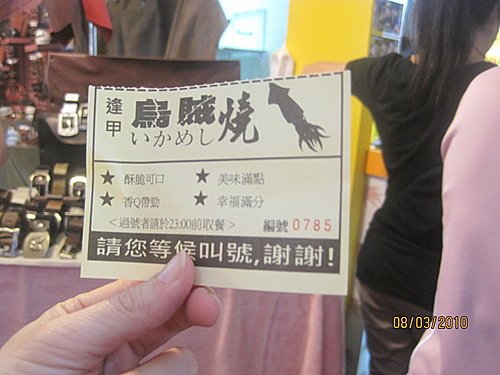 逢甲
烏賊燒
いかめし
★ 酥脆可口 ★ 美味滿點
★ 香Q帶勁 ★ 幸福滿分
<過號者請於23:00前取餐> 編號 0785
請您等候叫號,謝謝!
08/03/2010